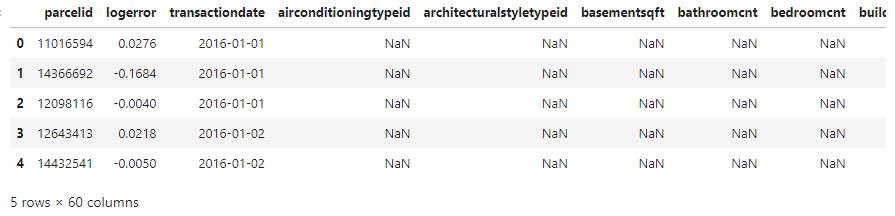 parcelid logerror transactiondate airconditioningtypeid architecturalstyletypeid basementsqft bathroomcnt bedroomcnt build
0 11016594 0.0276 2016-01-01 NaN NaN NaN NaN NaN
1 14366692 -0.1684 2016-01-01 NaN NaN NaN NaN NaN
2 12098116 -0.0040 2016-01-01 NaN NaN NaN NaN NaN
3 12643413 0.0218 2016-01-02 NaN NaN NaN NaN NaN
4 14432541 -0.0050 2016-01-02 NaN NaN NaN NaN NaN
5 rows × 60 columns